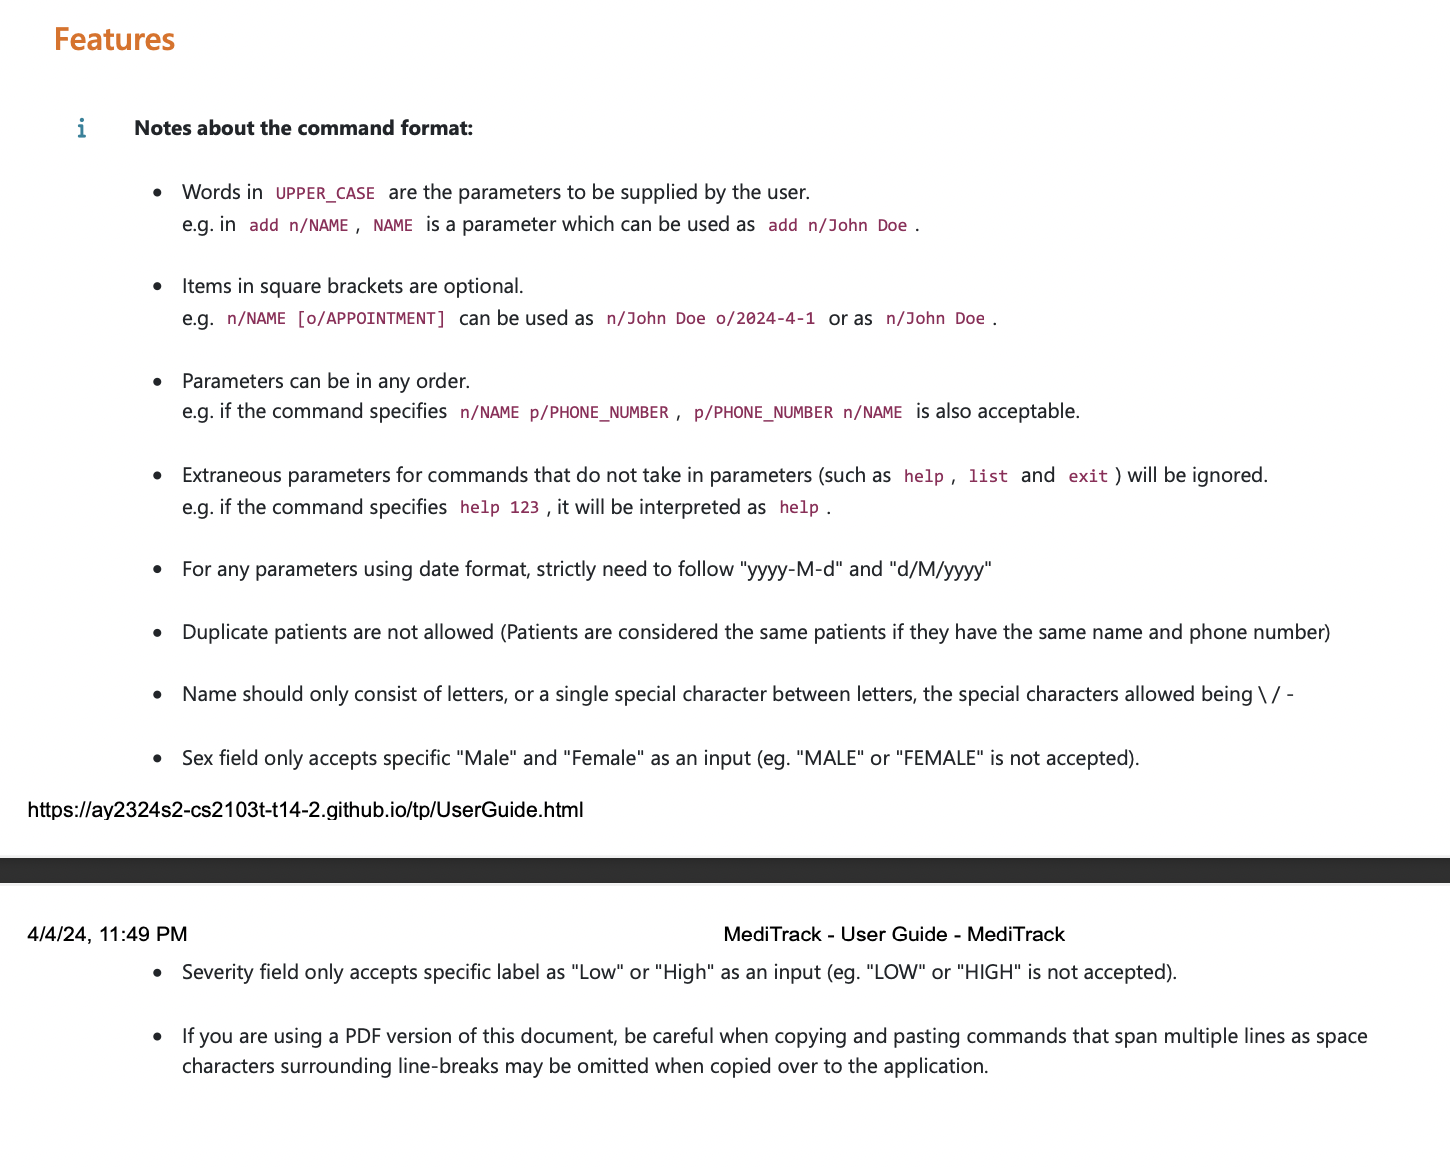 Features
i Notes about the command format:
• Words in UPPER_CASE are the parameters to be supplied by the user.
e.g. in add n/NAME , NAME is a parameter which can be used as add n/John Doe .
• Items in square brackets are optional.
e.g. n/NAME [o/APPOINTMENT] can be used as n/John Doe o/2024-4-1 or as n/John Doe .
• Parameters can be in any order.
e.g. if the command specifies n/NAME p/PHONE_NUMBER , p/PHONE_NUMBER n/NAME is also acceptable.
• Extraneous parameters for commands that do not take in parameters (such as help , list and exit ) will be ignored.
e.g. if the command specifies help 123 , it will be interpreted as help .
• For any parameters using date format, strictly need to follow "yyyy-M-d" and "d/M/yyyy"
• Duplicate patients are not allowed (Patients are considered the same patients if they have the same name and phone number)
• Name should only consist of letters, or a single special character between letters, the special characters allowed being \ / -
• Sex field only accepts specific "Male" and "Female" as an input (eg. "MALE" or "FEMALE" is not accepted).
https://ay2324s2-cs2103t-t14-2.github.io/tp/UserGuide.html
4/4/24, 11:49 PM MediTrack - User Guide - MediTrack
• Severity field only accepts specific label as "Low" or "High" as an input (eg. "LOW" or "HIGH" is not accepted).
• If you are using a PDF version of this document, be careful when copying and pasting commands that span multiple lines as space
characters surrounding line-breaks may be omitted when copied over to the application.